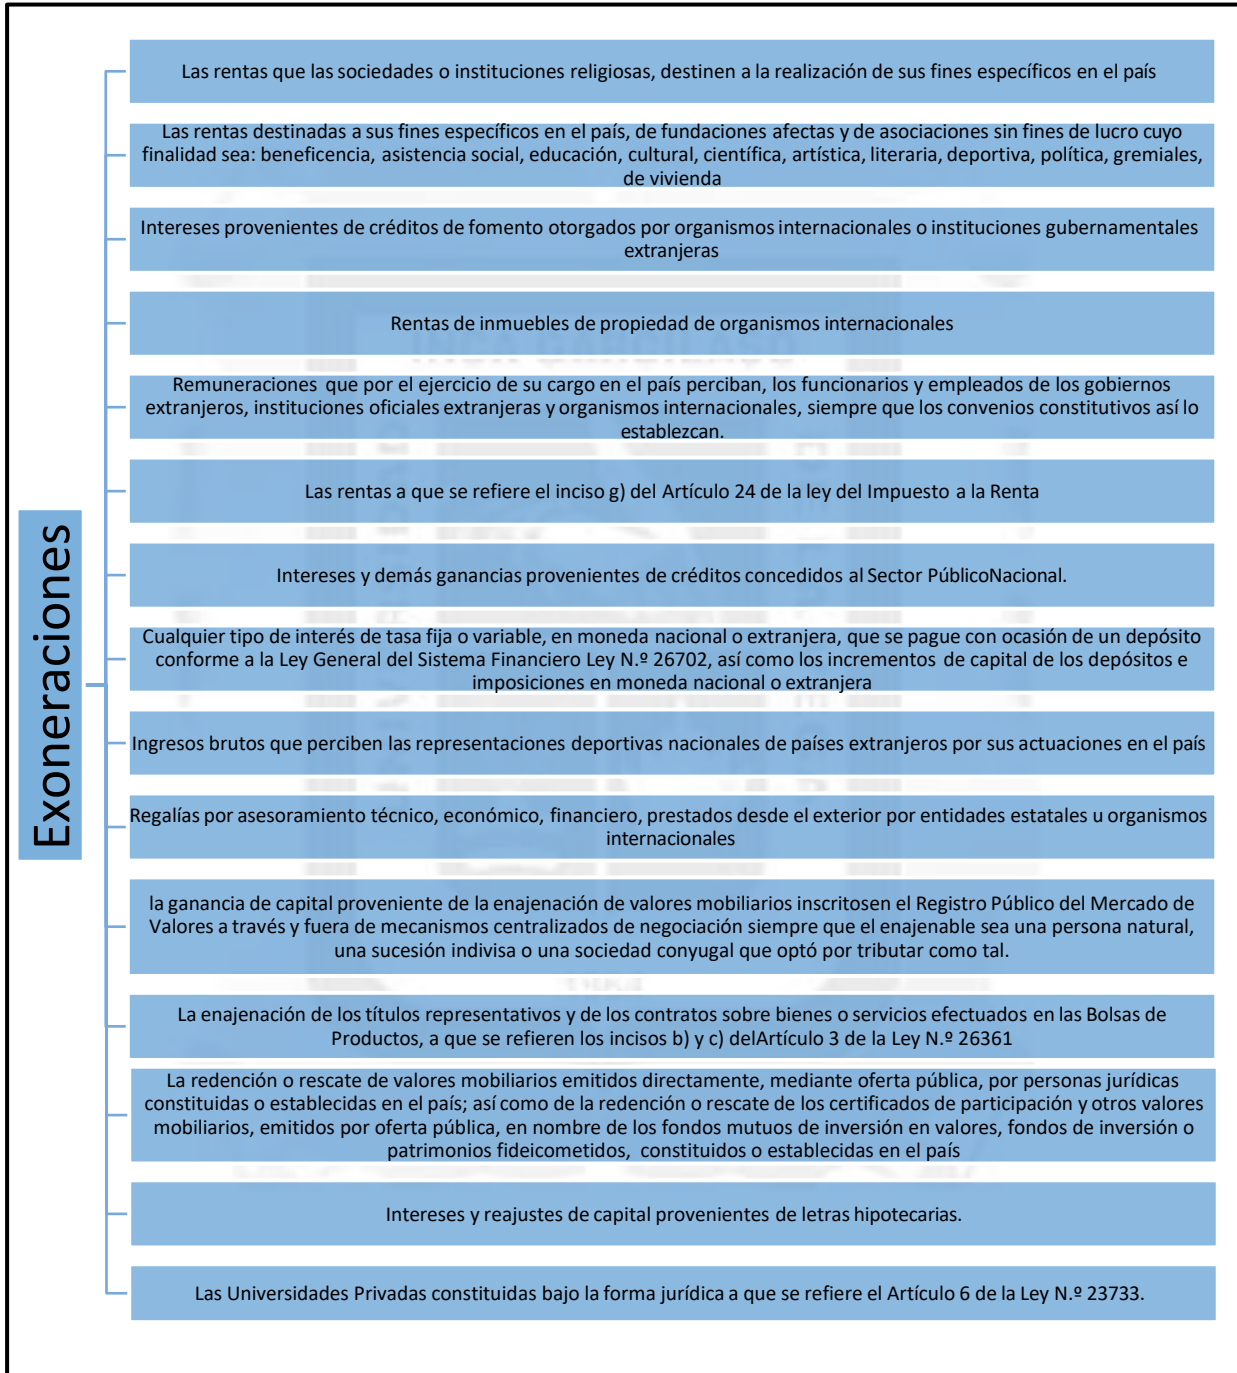 Exoneraciones
Las rentas que las sociedades o instituciones religiosas, destinen a la realización de sus fines específicos en el país
Las rentas destinadas a sus fines específicos en el país, de fundaciones afectas y de asociaciones sin fines de lucro cuyo
finalidad sea: beneficencia, asistencia social, educación, cultural, científica, artística, literaria, deportiva, política, gremiales,
de vivienda
Intereses provenientes de créditos de fomento otorgados por organismos internacionales o instituciones gubernamentales
extranjeras
Rentas de inmuebles de propiedad de organismos internacionales
Remuneraciones que por el ejercicio de su cargo en el país perciban, los funcionarios y empleados de los gobiernos
extranjeros, instituciones oficiales extranjeras y organismos internacionales, siempre que los convenios constitutivos así lo
establezcan.
Las rentas a que se refiere el inciso g) del Artículo 24 de la ley del Impuesto a la Renta
Intereses y demás ganancias provenientes de créditos concedidos al Sector PúblicoNacional.
Cualquier tipo de interés de tasa fija o variable, en moneda nacional o extranjera, que se pague con ocasión de un depósito
conforme a la Ley General del Sistema Financiero Ley N.º 26702, así como los incrementos de capital de los depósitos e
imposiciones en moneda nacional o extranjera
Ingresos brutos que perciben las representaciones deportivas nacionales de países extranjeros por sus actuaciones en el país
Regalías por asesoramiento técnico, económico, financiero, prestados desde el exterior por entidades estatales u organismos
internacionales
la ganancia de capital proveniente de la enajenación de valores mobiliarios inscritosen el Registro Público del Mercado de
Valores a través y fuera de mecanismos centralizados de negociación siempre que el enajenable sea una persona natural,
una sucesión indivisa o una sociedad conyugal que optó por tributar como tal.
La enajenación de los títulos representativos y de los contratos sobre bienes o servicios efectuados en las Bolsas de
Productos, a que se refieren los incisos b) y c) delArtículo 3 de la Ley N.º 26361
La redención o rescate de valores mobiliarios emitidos directamente, mediante oferta pública, por personas jurídicas
constituidas o establecidas en el país; así como de la redención o rescate de los certificados de participación y otros valores
mobiliarios, emitidos por oferta pública, en nombre de los fondos mutuos de inversión en valores, fondos de inversión o
patrimonios fideicometidos, constituidos o establecidas en el país
Intereses y reajustes de capital provenientes de letras hipotecarias.
Las Universidades Privadas constituidas bajo la forma jurídica a que se refiere el Artículo 6 de la Ley N.º 23733.
INCA GARCILASO